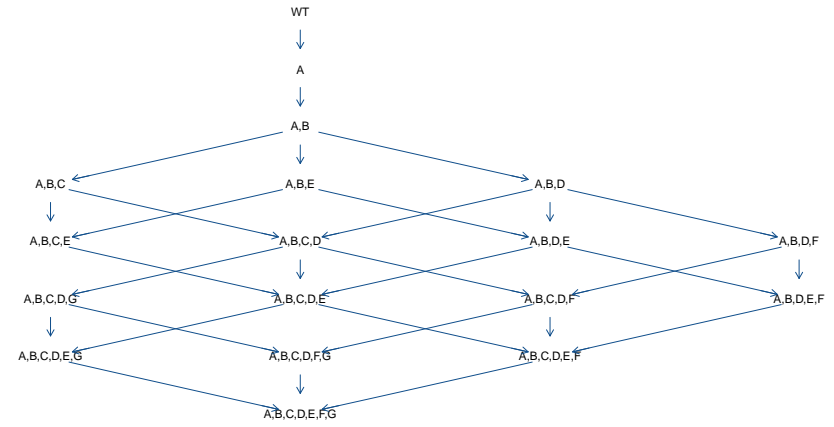 WT
A
A,B
A,B,C
A,B,E
A,B,D
A,B,C,E
A,B,C,D
A,B,D,E
A,B,D,F
A,B,C,D,G
A,B,C,D,E
A,B,C,D,F
A,B,D,E,F
A,B,C,D,E,G
A,B,C,D,F,G
A,B,C,D,E,F
A,B,C,D,E,F,G